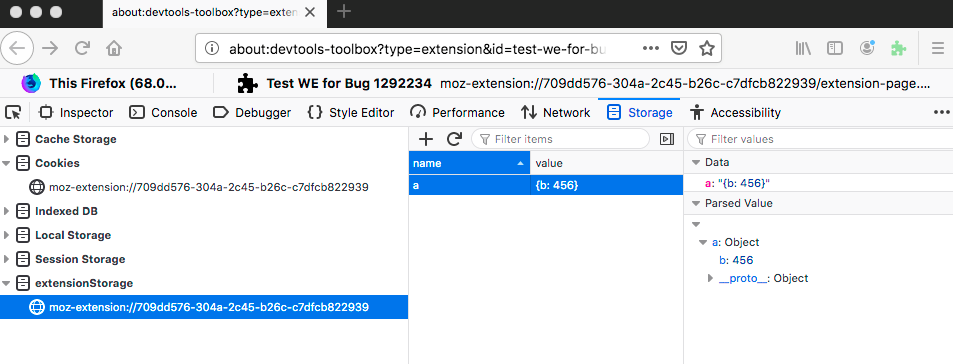 about:devtools-toolbox?type=exten
about:devtools-toolbox?type=extension&id=test-we-for-bu
This Firefox (68.0... Test WE for Bug 1292234 moz-extension://709dd576-304a-2c45-b26c-c7dfcb822939/extension-page....
Inspector Console Debugger Style Editor Performance Memory Network Storage Accessibility
Cache Storage
Cookies
moz-extension://709dd576-304a-2c45-b26c-c7dfcb822939
Indexed DB
Local Storage
Session Storage
extensionStorage
moz-extension://709dd576-304a-2c45-b26c-c7dfcb822939
Filter items
name value
a {b: 456}
Filter values
Data
a: "{b: 456}"
Parsed Value
a: Object
b: 456
__proto__: Object